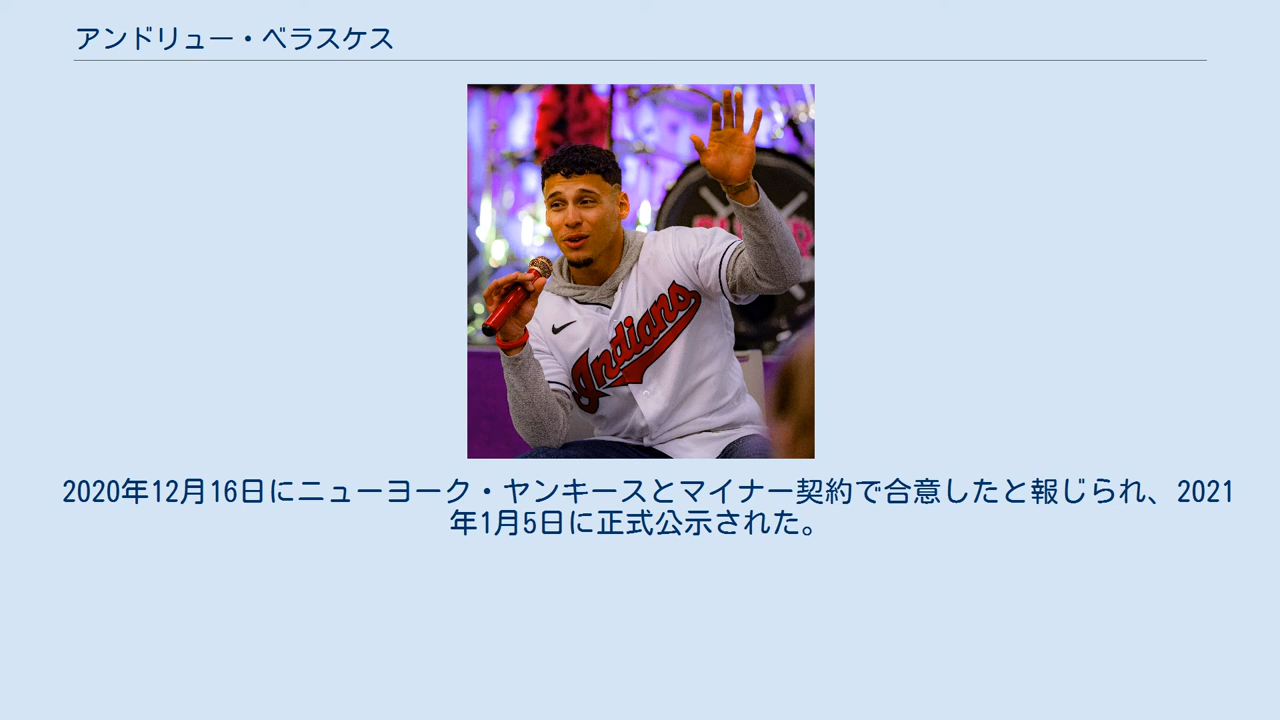 アンドリュー・ベラスケス
Indians
2020年12月16日にニューヨーク・ヤンキースとマイナー契約で合意したと報じられ、2021
年1月5日に正式公示された。